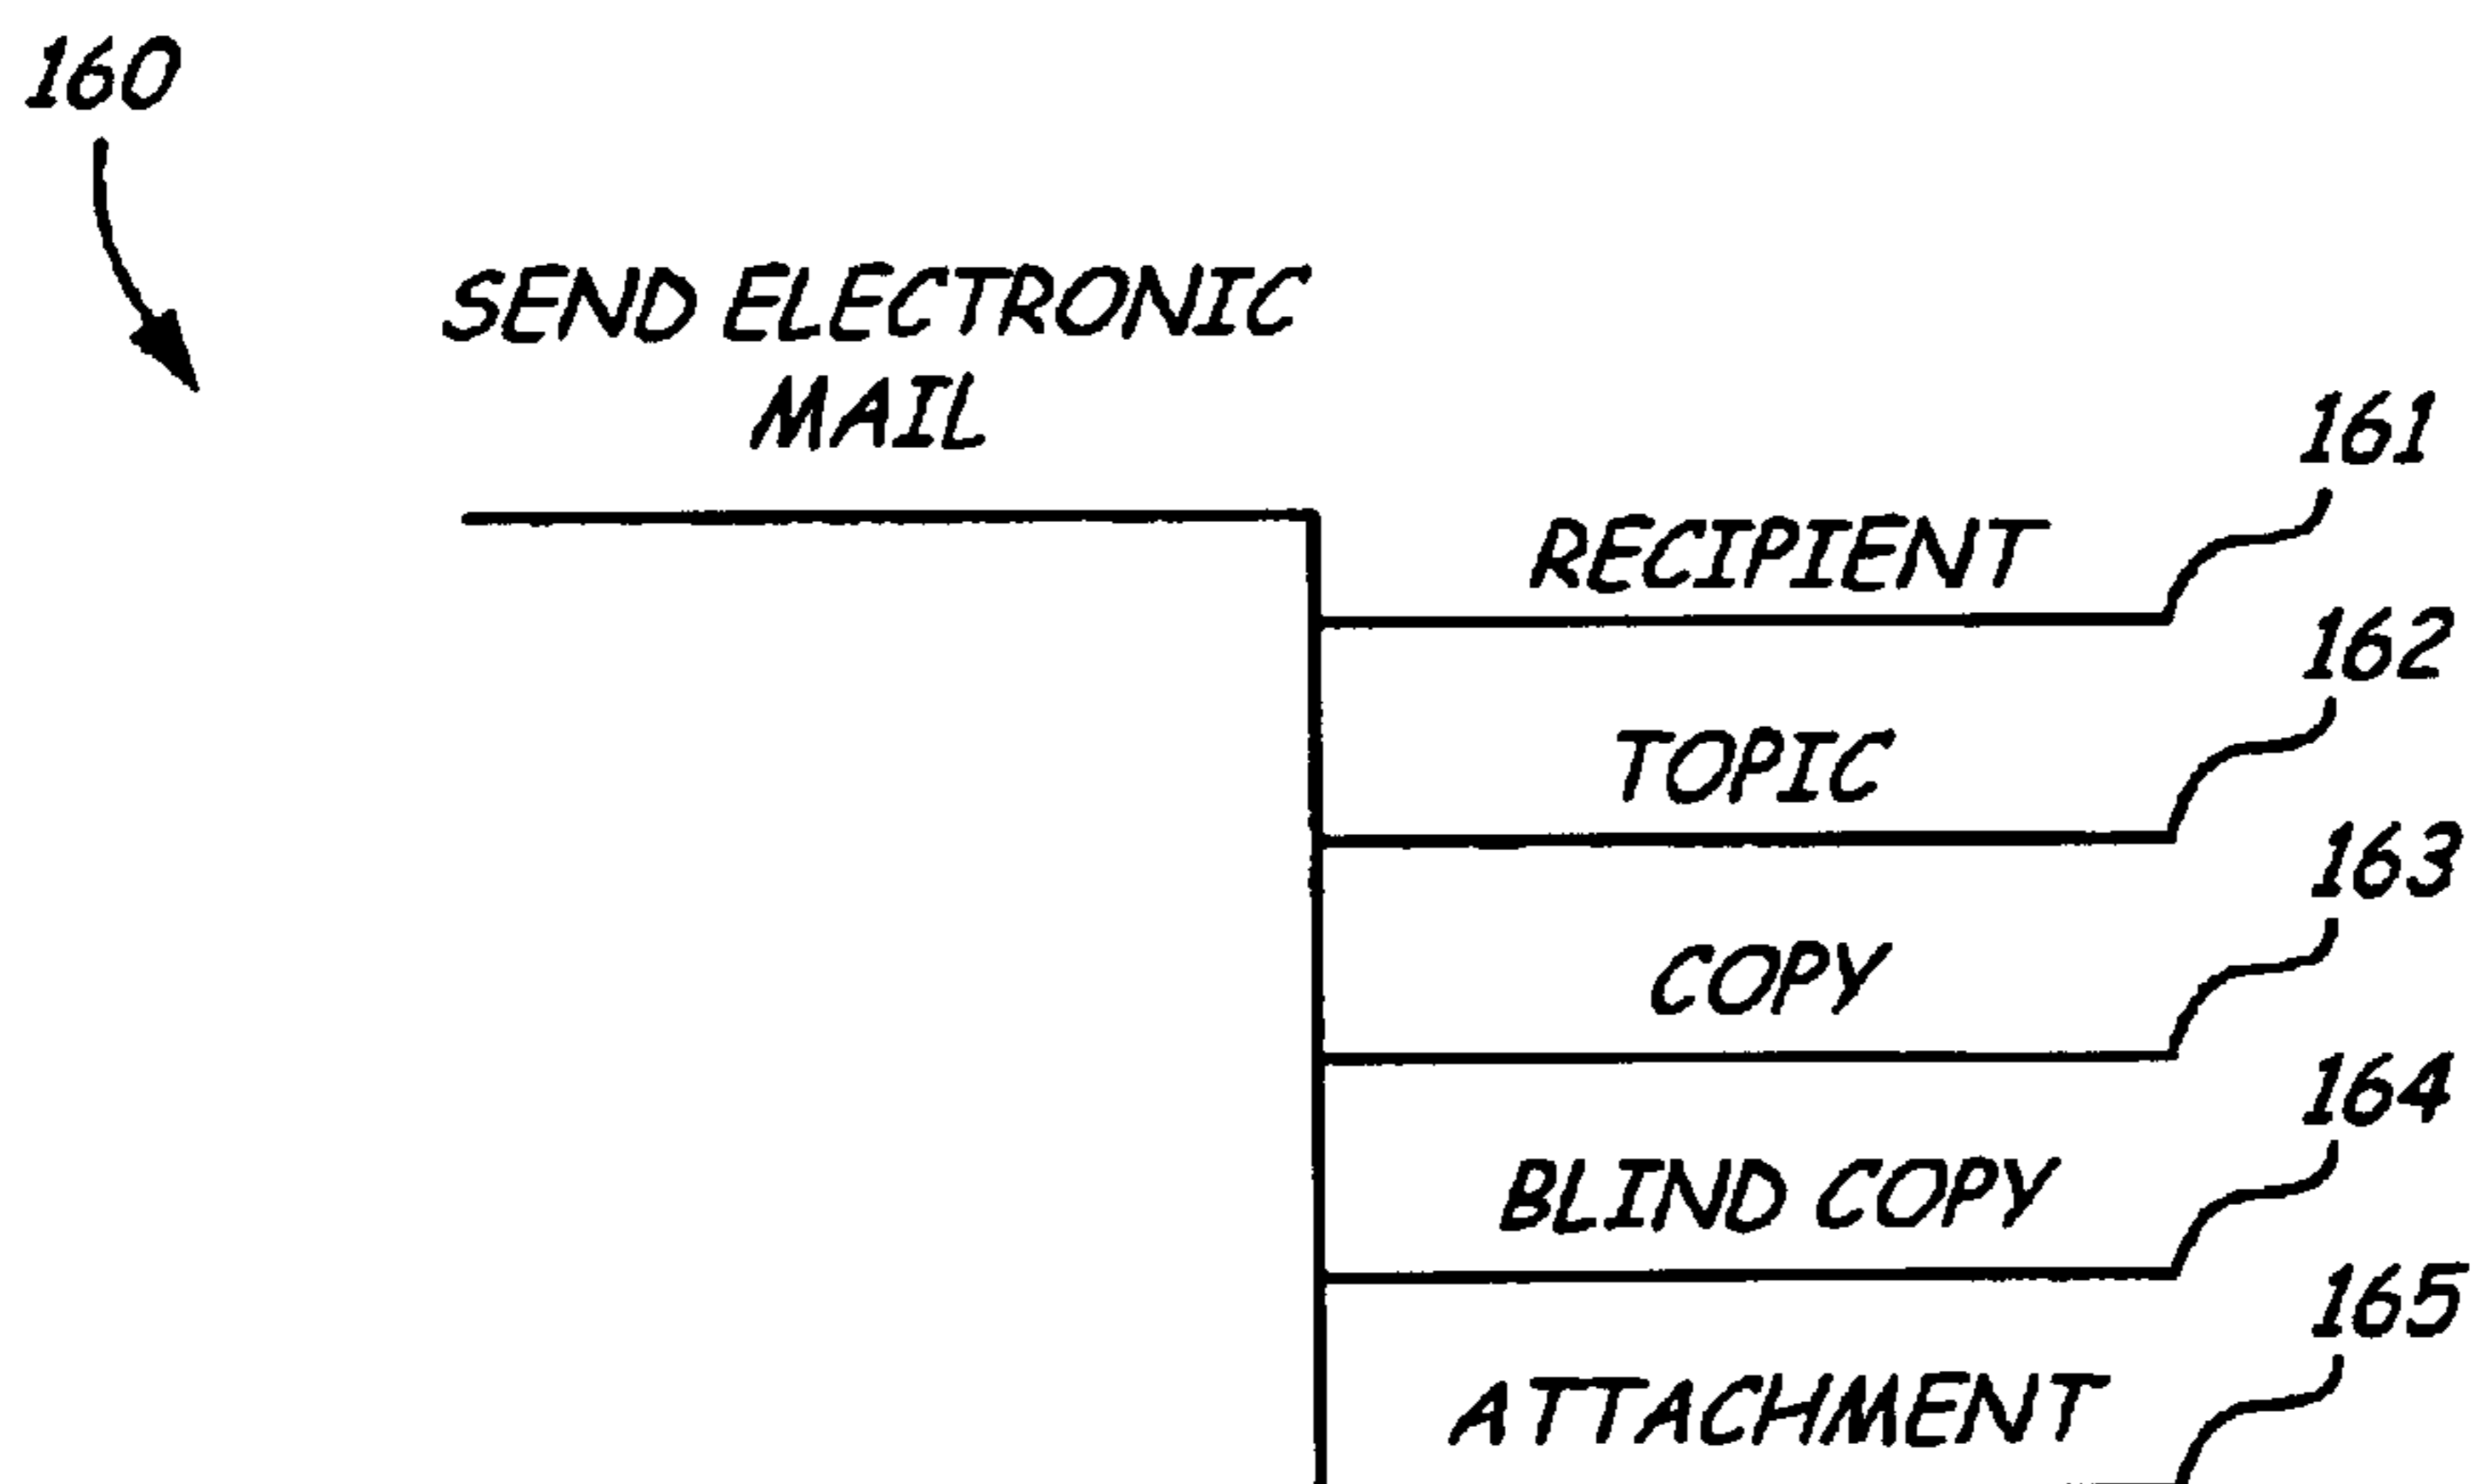 160
SEND ELECTRONIC
MAIL
161
RECIPIENT
162
TOPIC
163
COPY
164
BLIND COPY
165
ATTACHMENT